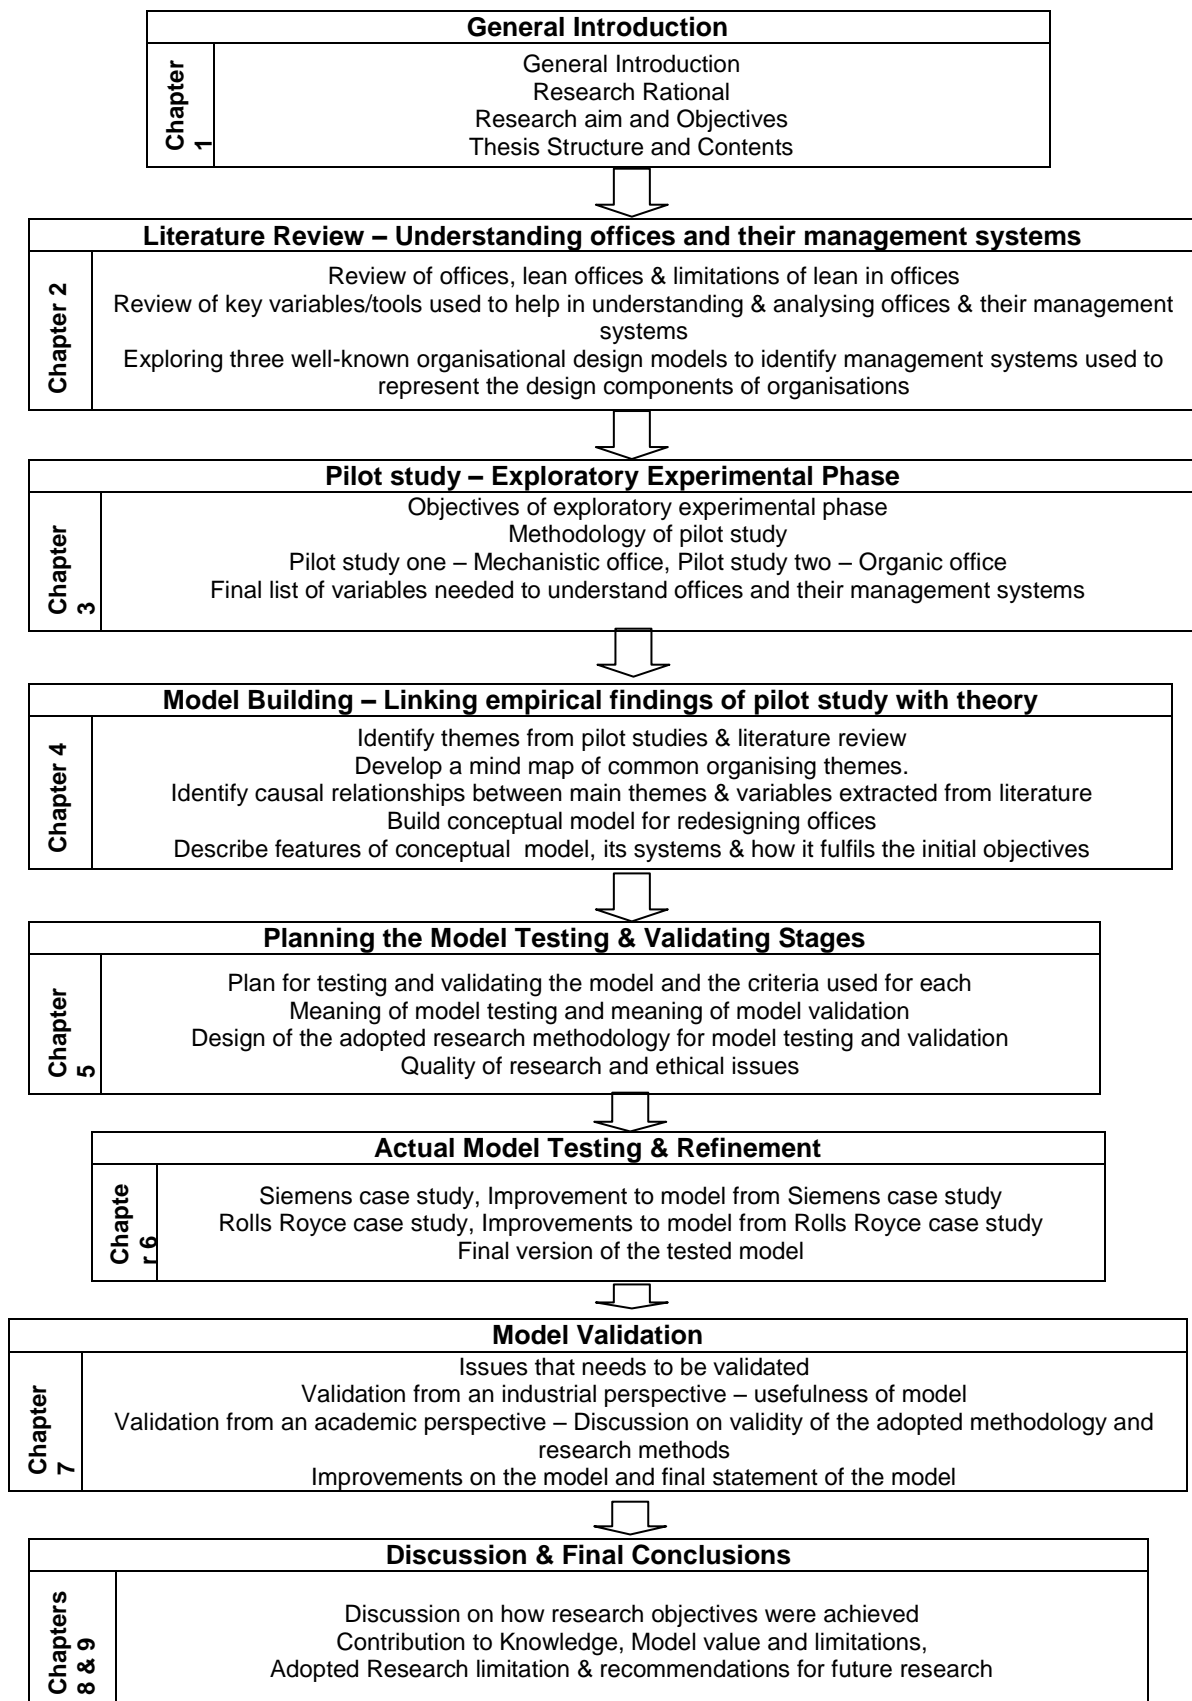 General Introduction
Chapter
1
General Introduction
Research Rational
Research aim and Objectives
Thesis Structure and Contents
Literature Review – Understanding offices and their management systems
Chapter 2
Review of offices, lean offices & limitations of lean in offices
Review of key variables/tools used to help in understanding & analysing offices & their management
systems
Exploring three well-known organisational design models to identify management systems used to
represent the design components of organisations
Pilot study – Exploratory Experimental Phase
Chapter
3
Objectives of exploratory experimental phase
Methodology of pilot study
Pilot study one – Mechanistic office, Pilot study two – Organic office
Final list of variables needed to understand offices and their management systems
Model Building – Linking empirical findings of pilot study with theory
Chapter 4
Identify themes from pilot studies & literature review
Develop a mind map of common organising themes.
Identify causal relationships between main themes & variables extracted from literature
Build conceptual model for redesigning offices
Describe features of conceptual model, its systems & how it fulfils the initial objectives
Planning the Model Testing & Validating Stages
Chapter
5
Plan for testing and validating the model and the criteria used for each
Meaning of model testing and meaning of model validation
Design of the adopted research methodology for model testing and validation
Quality of research and ethical issues
Actual Model Testing & Refinement
Chapte
r 6
Siemens case study, Improvement to model from Siemens case study
Rolls Royce case study, Improvements to model from Rolls Royce case study
Final version of the tested model
Model Validation
Chapter
7
Issues that needs to be validated
Validation from an industrial perspective – usefulness of model
Validation from an academic perspective – Discussion on validity of the adopted methodology and
research methods
Improvements on the model and final statement of the model
Discussion & Final Conclusions
Chapters
8 & 9
Discussion on how research objectives were achieved
Contribution to Knowledge, Model value and limitations,
Adopted Research limitation & recommendations for future research